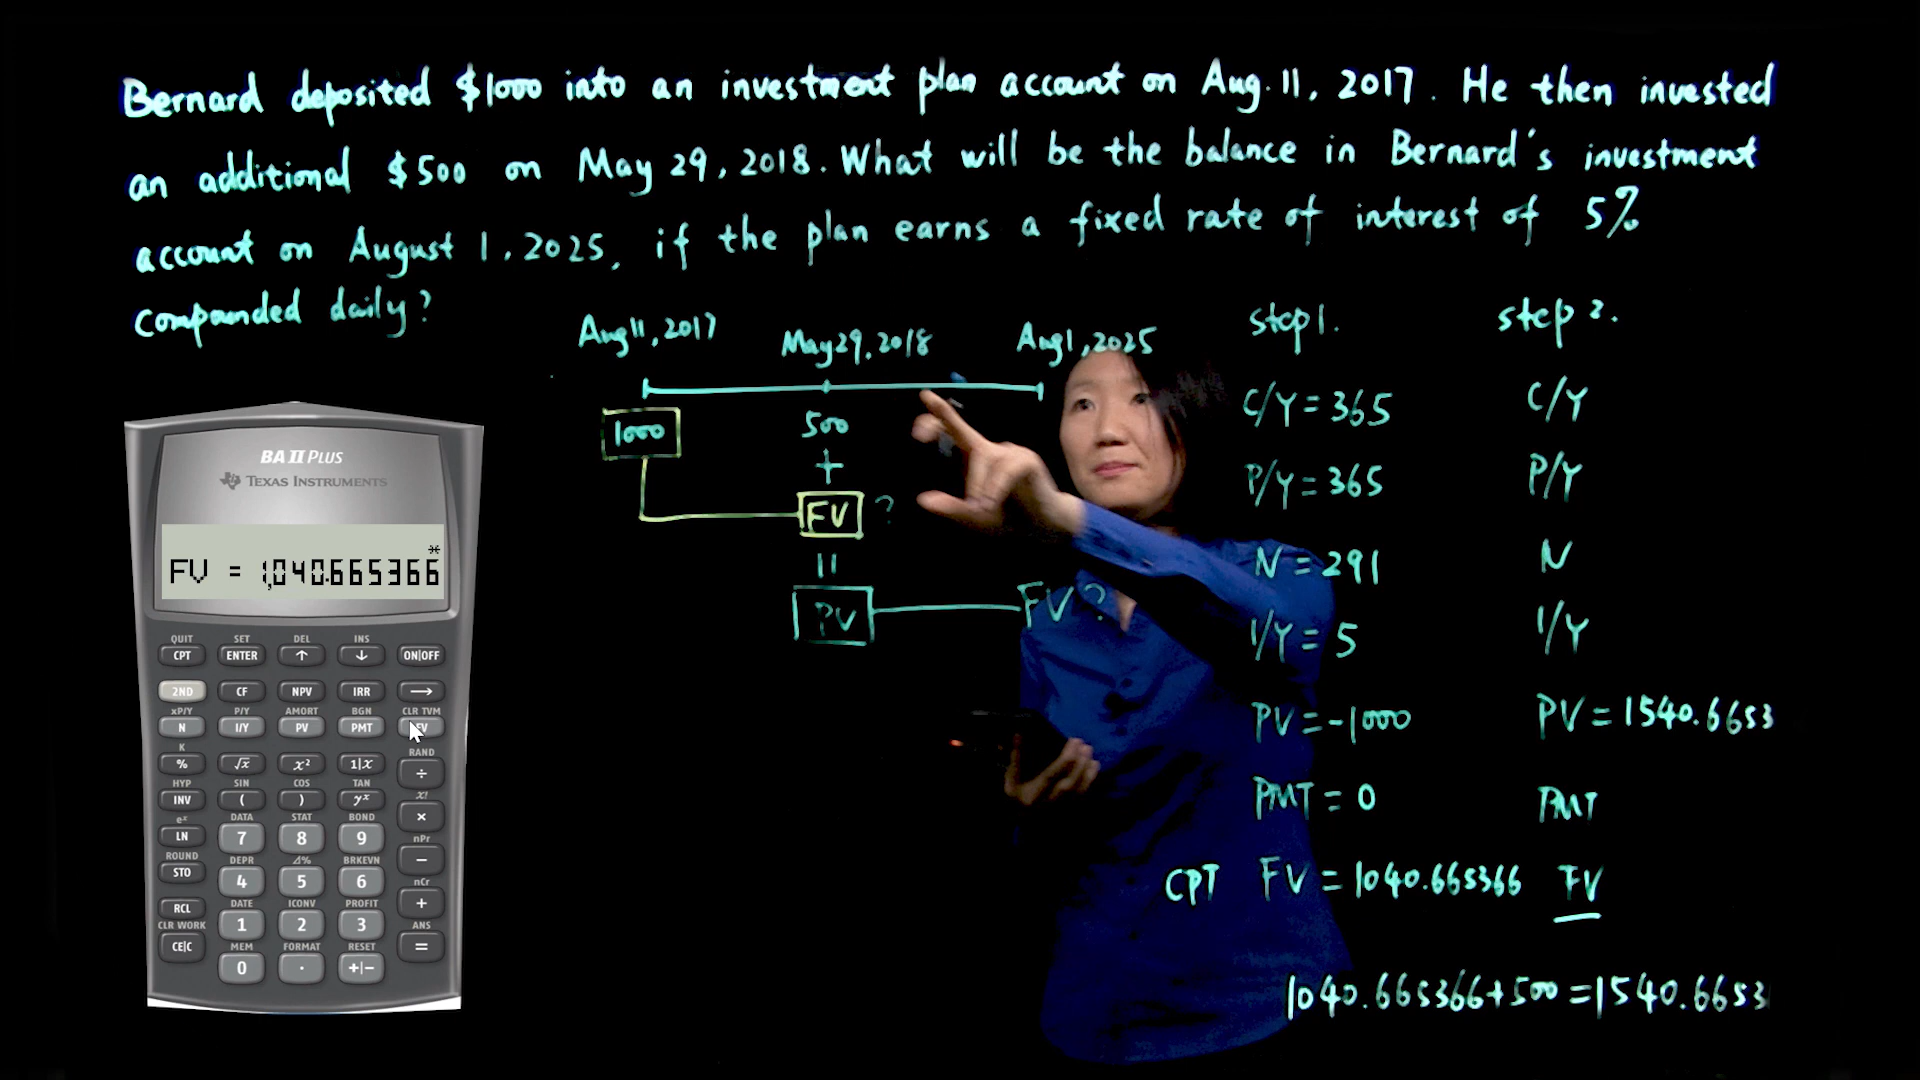 Bernard deposited $1000 into an investment plan account on Aug. 11, 2017. He then invested
an additional $500 on May 29, 2018. What will be the balance in Bernard's investment
account on August 1, 2025, if the plan earns a fixed rate of interest of 5%
compounded daily?
Aug 11, 2017 May 29, 2018 Aug 1, 2025
1000 500
+
FV ?
=
PV FV?
step 1.
C/Y = 365
P/Y = 365
N = 291
I/Y = 5
PV = -1000
PMT = 0
CPT FV = 1040.665366
step 2.
C/Y
P/Y
N
I/Y
PV = 1540.6653
PMT
FV
1040.665366+500 = 1540.6653
BA II PLUS
TEXAS INSTRUMENTS
*
FV = 1,040.665366
QUIT SET DEL INS
CPT ENTER ↑ ↓ ON|OFF
2ND CF NPV IRR →
xP/Y P/Y AMORT BGN CLR TVM
N I/Y PV PMT FV
K RAND
% √x x² 1|x ÷
HYP SIN COS TAN x!
INV ( ) yˣ ×
eˣ DATA STAT BOND nPr
LN 7 8 9 −
ROUND DEPR Δ% BRKEVN nCr
STO 4 5 6 +
DATE ICONV PROFIT ANS
RCL 1 2 3 =
CLR WORK MEM FORMAT RESET
CE|C 0 . +|−